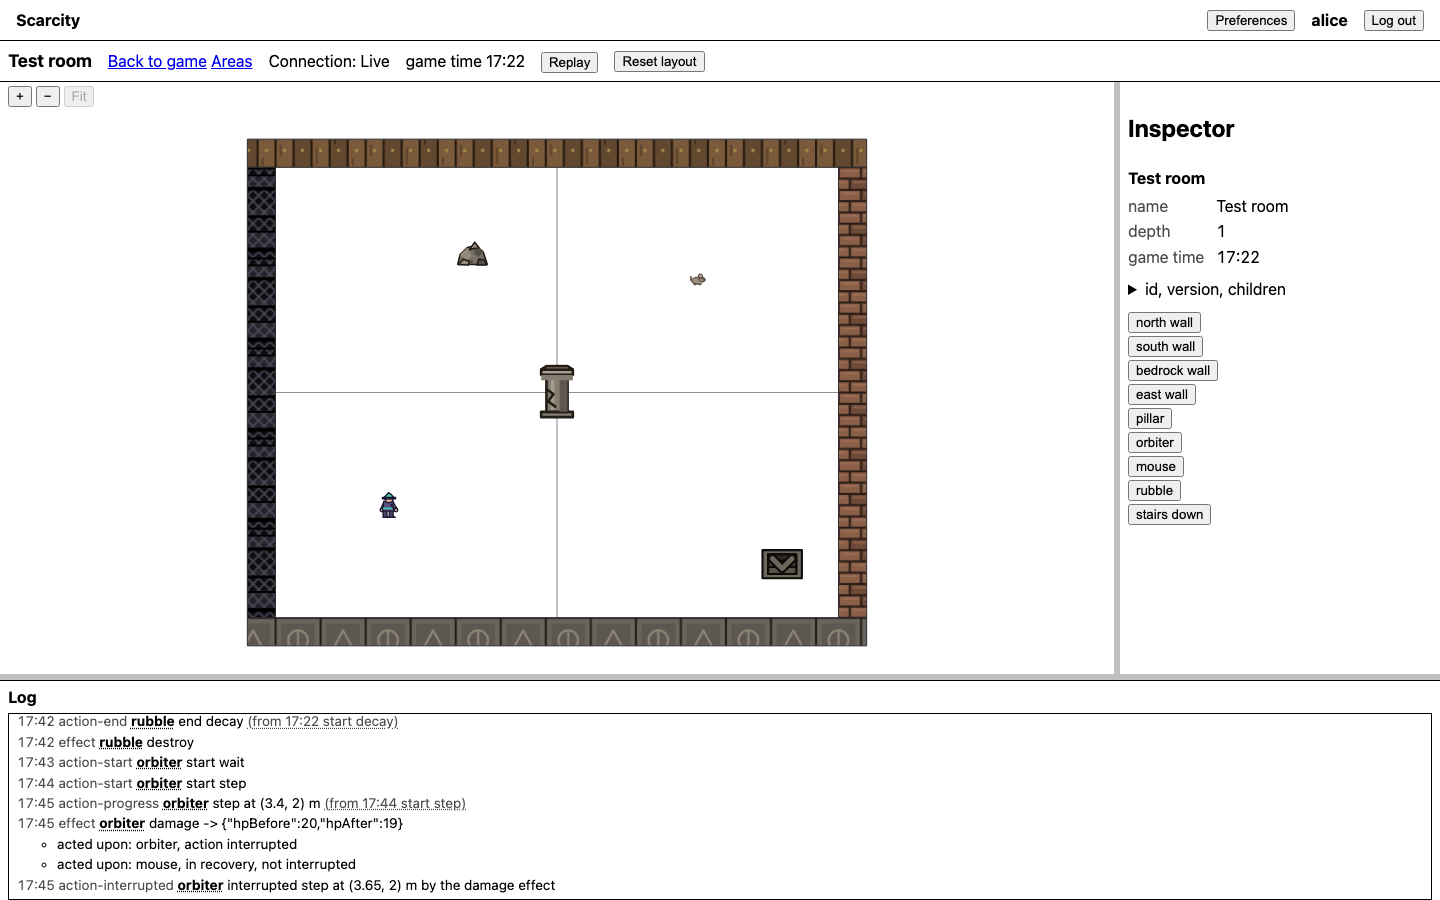 Scarcity
Preferences alice Log out
Test room Back to game Areas Connection: Live game time 17:22 Replay Reset layout
+ − Fit
Inspector
Test room
name Test room
depth 1
game time 17:22
▶ id, version, children
north wall
south wall
bedrock wall
east wall
pillar
orbiter
mouse
rubble
stairs down
Log
17:42 action-end rubble end decay (from 17:22 start decay)
17:42 effect rubble destroy
17:43 action-start orbiter start wait
17:44 action-start orbiter start step
17:45 action-progress orbiter step at (3.4, 2) m (from 17:44 start step)
17:45 effect orbiter damage -> {"hpBefore":20,"hpAfter":19}
acted upon: orbiter, action interrupted
acted upon: mouse, in recovery, not interrupted
17:45 action-interrupted orbiter interrupted step at (3.65, 2) m by the damage effect